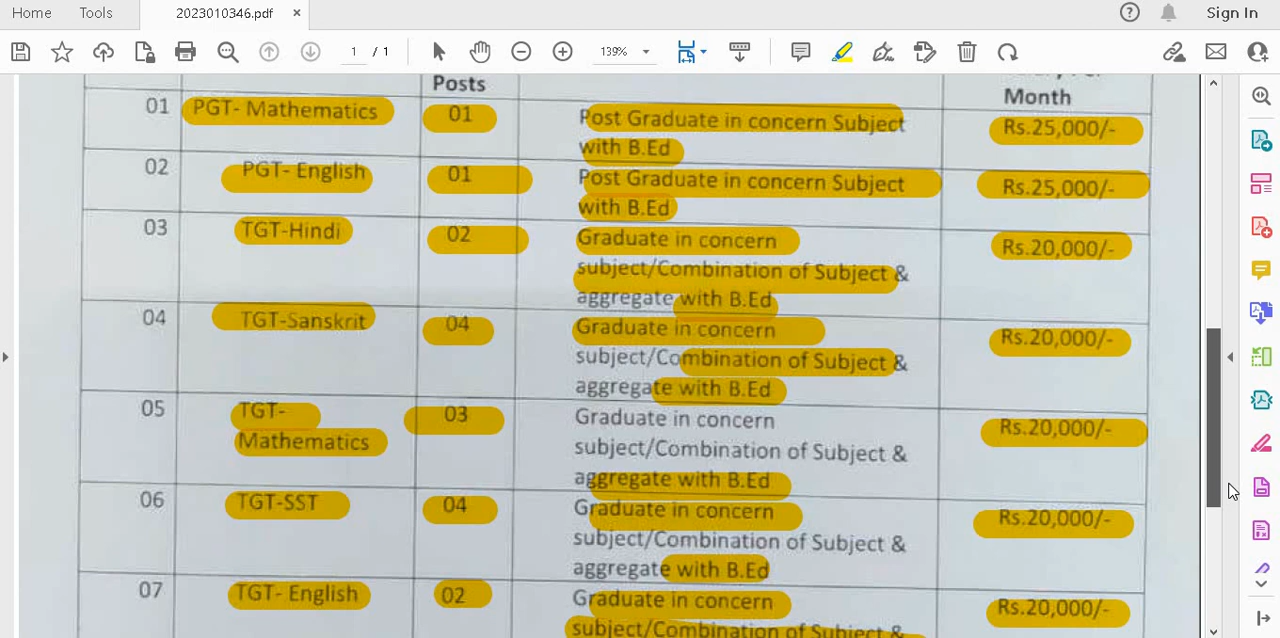 Home Tools 2023010346.pdf × Sign In
1 / 1 139%
Posts
Month
01 PGT- Mathematics 01 Post Graduate in concern Subject Rs.25,000/-
with B.Ed
02 PGT- English 01 Post Graduate in concern Subject Rs.25,000/-
with B.Ed
03 TGT-Hindi 02 Graduate in concern Rs.20,000/-
subject/Combination of Subject &
aggregate with B.Ed
04 TGT-Sanskrit 04 Graduate in concern Rs.20,000/-
subject/Combination of Subject &
aggregate with B.Ed
05 TGT- 03 Graduate in concern Rs.20,000/-
Mathematics subject/Combination of Subject &
aggregate with B.Ed
06 TGT-SST 04 Graduate in concern Rs.20,000/-
subject/Combination of Subject &
aggregate with B.Ed
07 TGT- English 02 Graduate in concern Rs.20,000/-
subject/Combination of Subject &